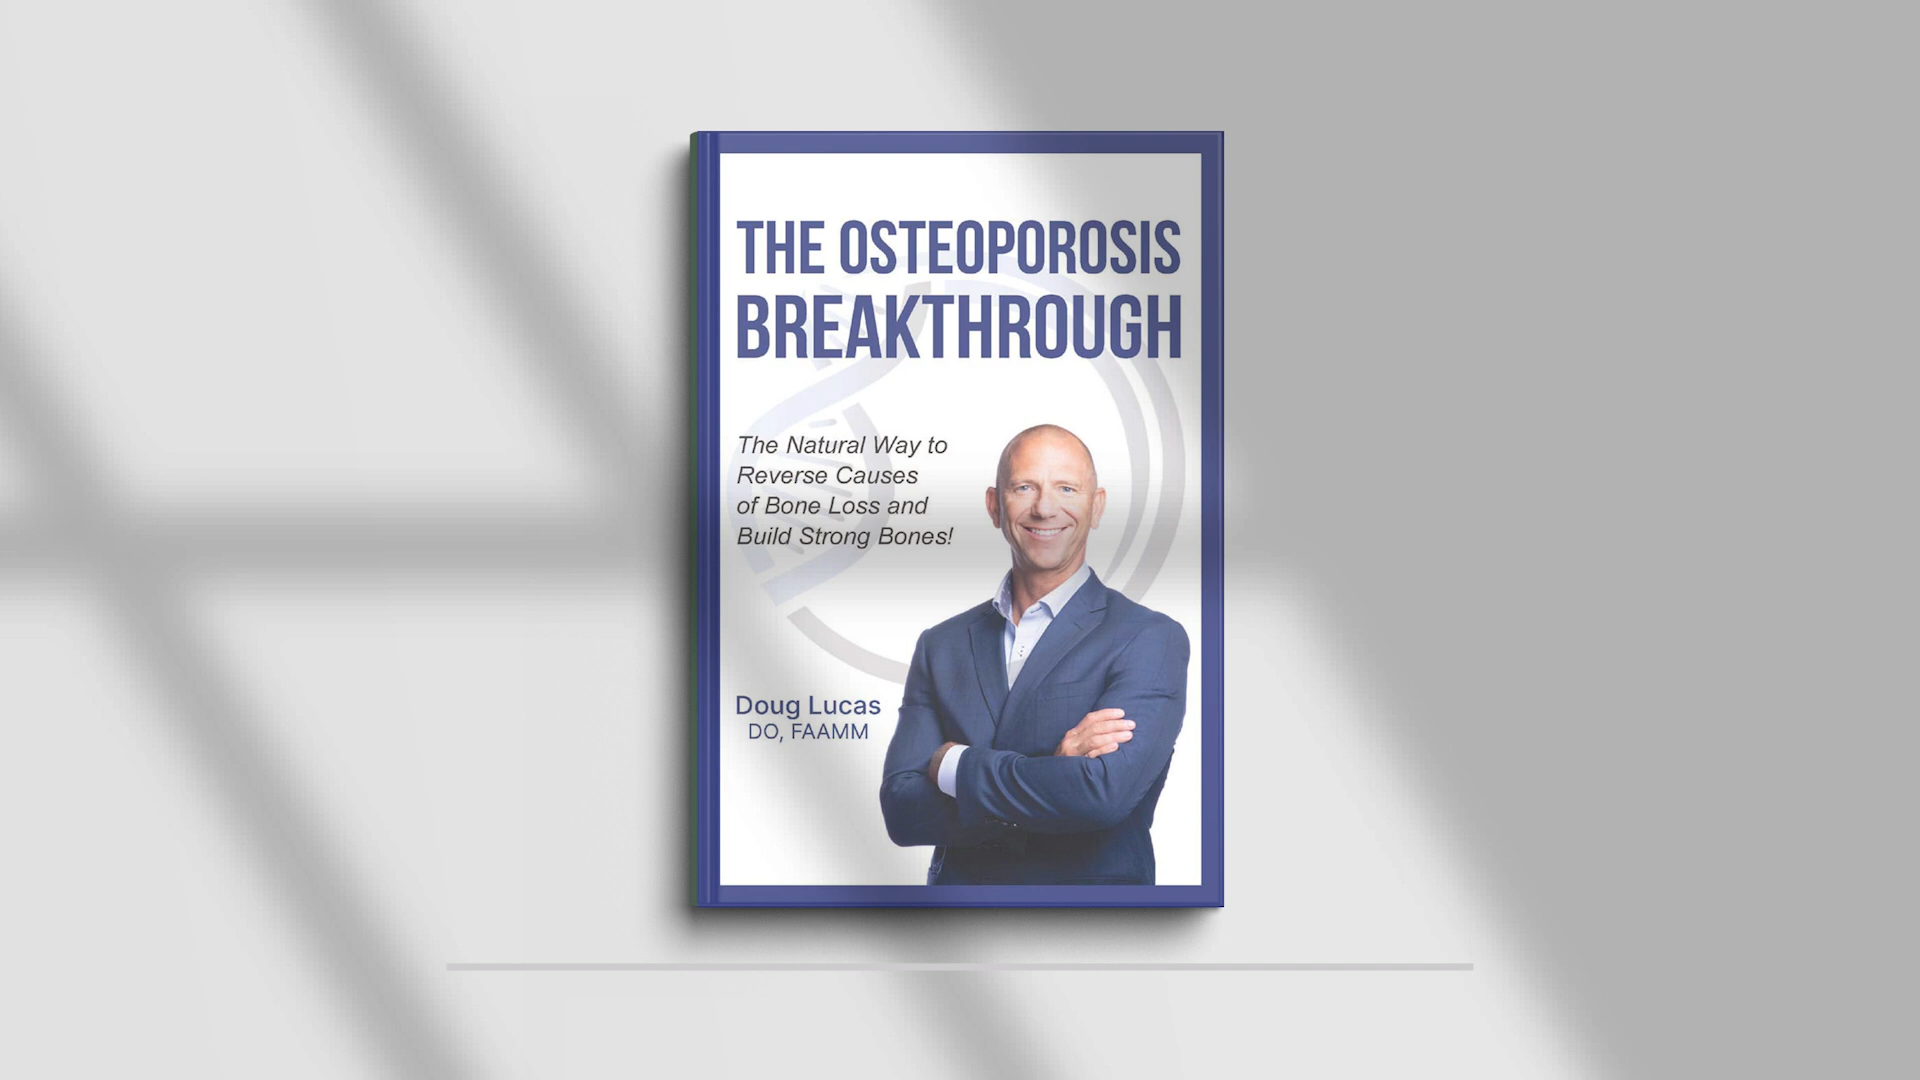 THE OSTEOPOROSIS
BREAKTHROUGH
The Natural Way to
Reverse Causes
of Bone Loss and
Build Strong Bones!
Doug Lucas
DO, FAAMM